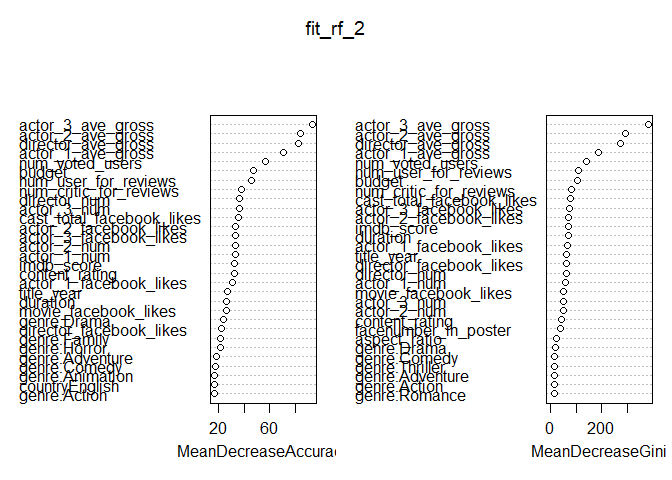 fit_rf_2
actor_3_ave_gross
actor_2_ave_gross
director_ave_gross
actor_1_ave_gross
num_voted_users
budget
num_user_for_reviews
num_critic_for_reviews
director_num
actor_3_num
cast_total_facebook_likes
actor_2_facebook_likes
actor_3_facebook_likes
actor_2_num
actor_1_num
imdb_score
content_rating
actor_1_facebook_likes
title_year
duration
movie_facebook_likes
genre.Drama
director_facebook_likes
genre.Family
genre.Horror
genre.Adventure
genre.Comedy
genre.Animation
countryEnglish
genre.Action
20 60
MeanDecreaseAccurac
actor_3_ave_gross
actor_2_ave_gross
director_ave_gross
actor_1_ave_gross
num_voted_users
num_user_for_reviews
budget
num_critic_for_reviews
cast_total_facebook_likes
actor_3_facebook_likes
actor_2_facebook_likes
imdb_score
duration
actor_1_facebook_likes
title_year
director_facebook_likes
director_num
actor_1_num
movie_facebook_likes
actor_3_num
actor_2_num
content_rating
facenumber_in_poster
aspect_ratio
genre.Drama
genre.Comedy
genre.Thriller
genre.Adventure
genre.Action
genre.Romance
0 200
MeanDecreaseGini